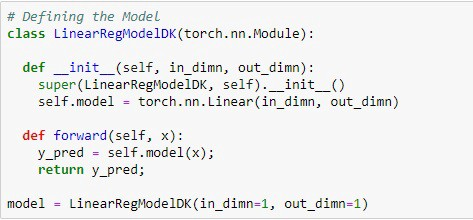 # Defining the Model
class LinearRegModelDK(torch.nn.Module):
def __init__(self, in_dimn, out_dimn):
super(LinearRegModelDK, self).__init__()
self.model = torch.nn.Linear(in_dimn, out_dimn)
def forward(self, x):
y_pred = self.model(x);
return y_pred;
model = LinearRegModelDK(in_dimn=1, out_dimn=1)